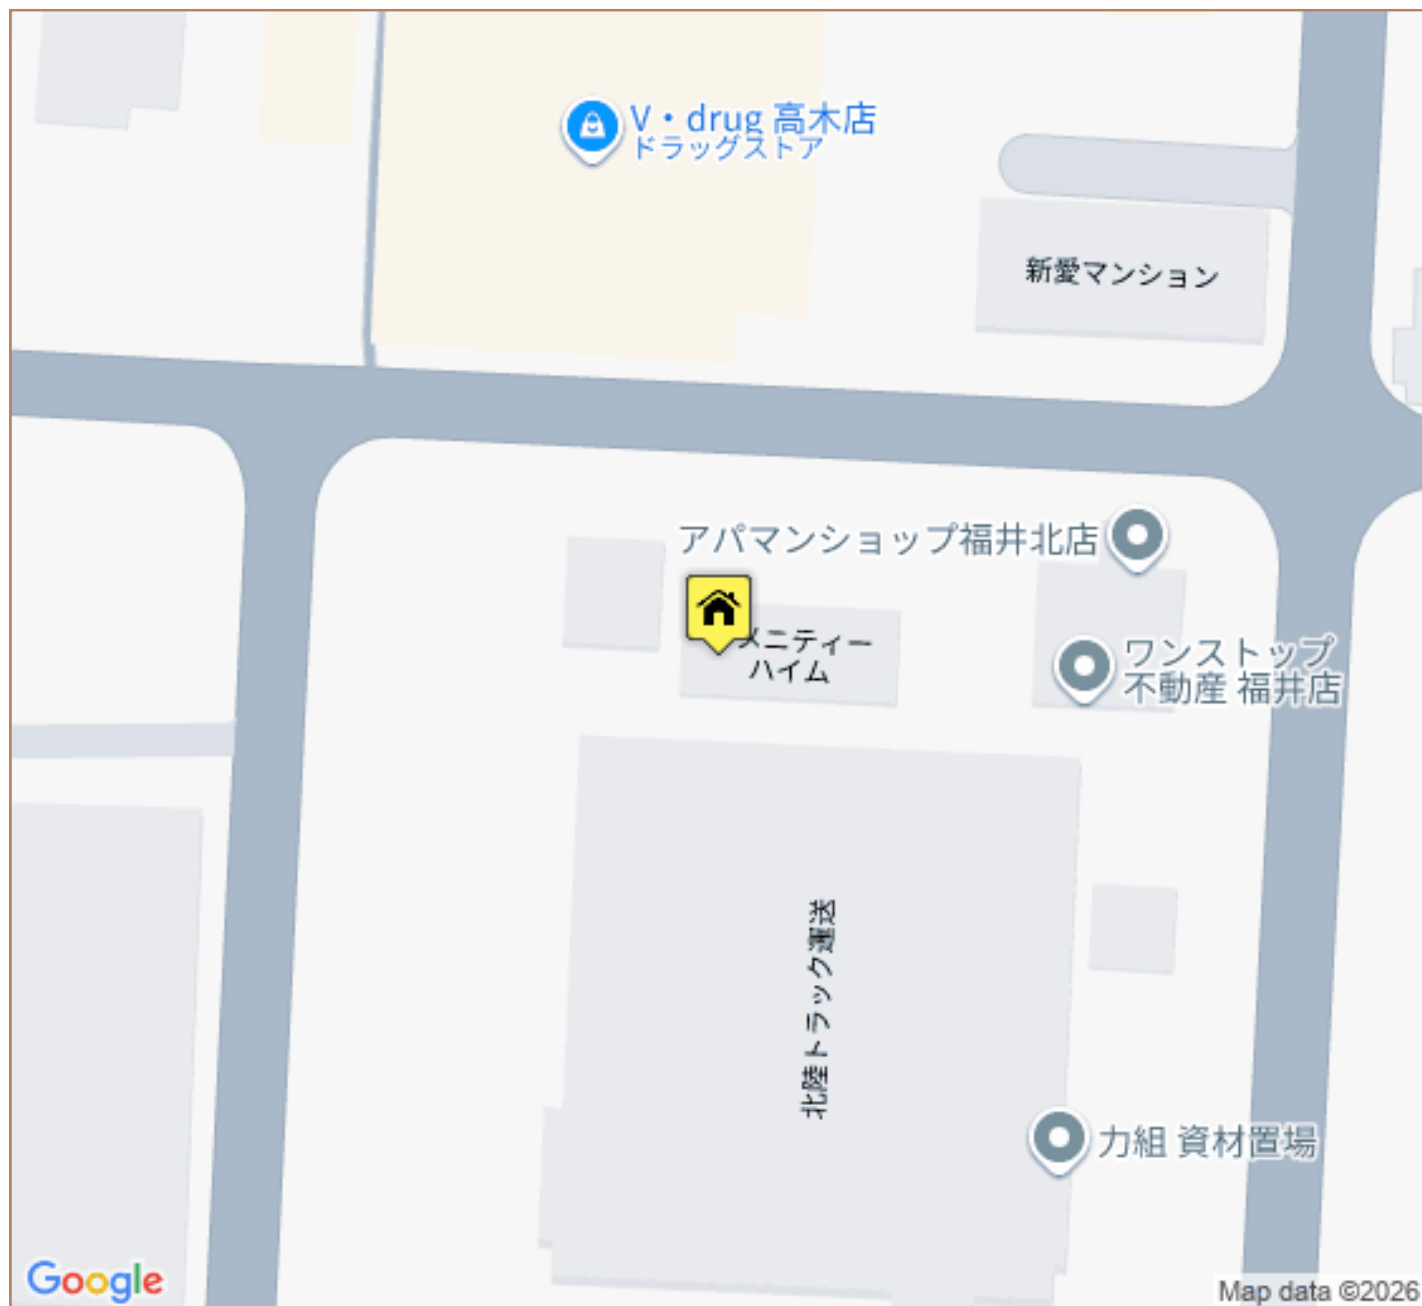 V・drug 高木店
ドラッグストア
新愛マンション
アパマンショップ福井北店
メニティー
ハイム
ワンストップ
不動産 福井店
北陸トラック運送
力組 資材置場
Google
Map data ©2026